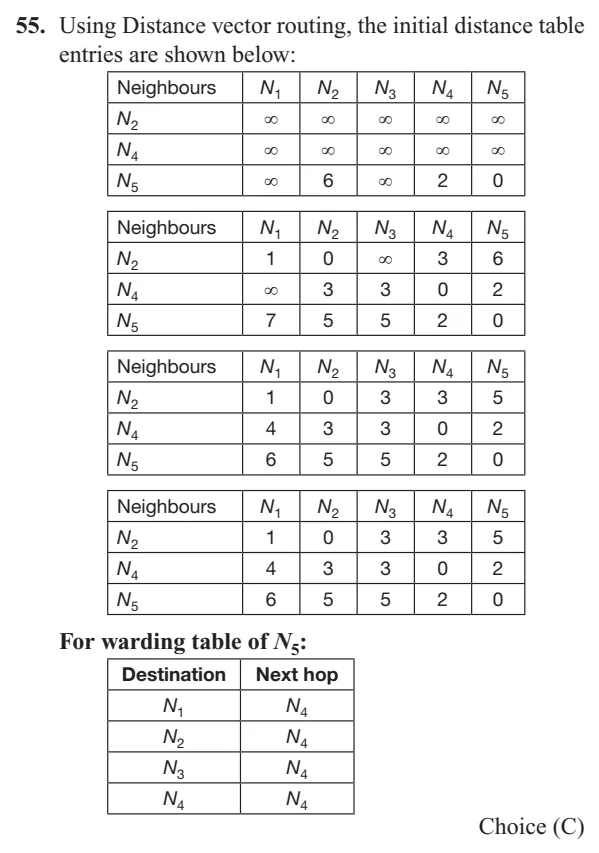 55. Using Distance vector routing, the initial distance table
entries are shown below:
Neighbours N₁ N₂ N₃ N₄ N₅
N₂ ∞ ∞ ∞ ∞ ∞
N₄ ∞ ∞ ∞ ∞ ∞
N₅ ∞ 6 ∞ 2 0
Neighbours N₁ N₂ N₃ N₄ N₅
N₂ 1 0 ∞ 3 6
N₄ ∞ 3 3 0 2
N₅ 7 5 5 2 0
Neighbours N₁ N₂ N₃ N₄ N₅
N₂ 1 0 3 3 5
N₄ 4 3 3 0 2
N₅ 6 5 5 2 0
Neighbours N₁ N₂ N₃ N₄ N₅
N₂ 1 0 3 3 5
N₄ 4 3 3 0 2
N₅ 6 5 5 2 0
For warding table of N₅:
Destination Next hop
N₁ N₄
N₂ N₄
N₃ N₄
N₄ N₄
Choice (C)